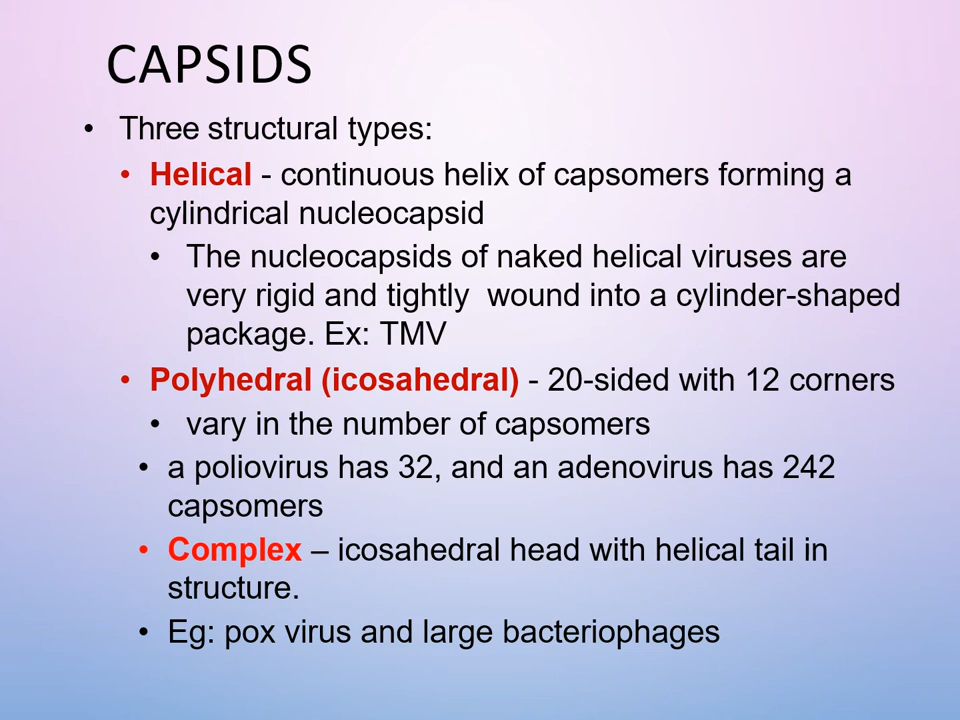 CAPSIDS
• Three structural types:
• Helical - continuous helix of capsomers forming a
cylindrical nucleocapsid
• The nucleocapsids of naked helical viruses are
very rigid and tightly  wound into a cylinder-shaped
package. Ex: TMV
• Polyhedral (icosahedral) - 20-sided with 12 corners
• vary in the number of capsomers
• a poliovirus has 32, and an adenovirus has 242
capsomers
• Complex – icosahedral head with helical tail in
structure.
• Eg: pox virus and large bacteriophages